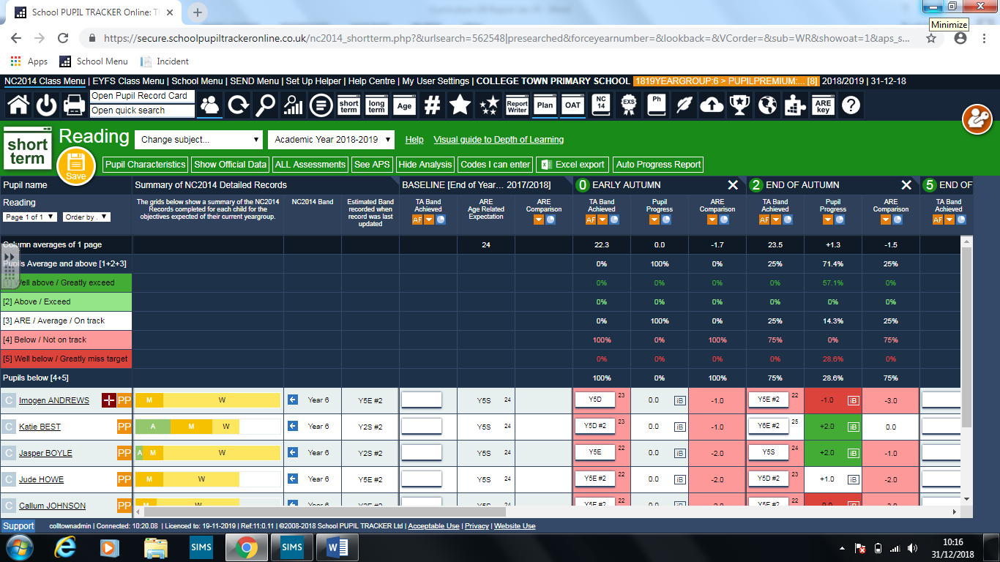 School PUPIL TRACKER Online: T
Minimize
https://secure.schoolpupiltrackeronline.co.uk/nc2014_shortterm.php?&urlsearch=562548|presearched&forceyearnumber=&lookback=&VCorder=&sub=WR&showoat=1&aps_s...
Apps School Menu Incident
NC2014 Class Menu | EYFS Class Menu | School Menu | SEND Menu | Set Up Helper | Help Centre | My User Settings | COLLEGE TOWN PRIMARY SCHOOL 1819YEARGROUP:6 > PUPILPREMIUM:... [8] 2018/2019 | 31-12-18
Open Pupil Record Card
Open quick search
short term long term Age # Report Writer Plan OAT NC 14 EXS Ph ARE key ?
short term Reading Change subject... Academic Year 2018-2019 Help Visual guide to Depth of Learning
Save Pupil Characteristics Show Official Data ALL Assessments See APS Hide Analysis Codes I can enter Excel export Auto Progress Report
Pupil name Summary of NC2014 Detailed Records BASELINE [End of Year... 2017/2018] 0 EARLY AUTUMN 2 END OF AUTUMN 5 END OF
Reading The grids below show a summary of the NC2014 Records completed for each child for the objectives expected of their current yeargroup. NC2014 Band Estimated Band recorded when record was last updated TA Band Achieved ARE Age Related Expectation ARE Comparison TA Band Achieved Pupil Progress ARE Comparison TA Band Achieved Pupil Progress ARE Comparison TA Band Achieved
Page 1 of 1 Order by . AF AF AF AF
Column averages of 1 page 24 22.3 0.0 -1.7 23.5 +1.3 -1.5
Pupils Average and above [1+2+3] 0% 100% 0% 25% 71.4% 25%
[1] Well above / Greatly exceed 0% 0% 0% 0% 57.1% 0%
[2] Above / Exceed 0% 0% 0% 0% 0% 0%
[3] ARE / Average / On track 0% 100% 0% 25% 14.3% 25%
[4] Below / Not on track 100% 0% 100% 75% 0% 75%
[5] Well below / Greatly miss target 0% 0% 0% 0% 28.6% 0%
Pupils below [4+5] 100% 0% 100% 75% 28.6% 75%
C Imogen ANDREWS PP M W Year 6 Y5E #2 Y5S 24 Y5D 23 0.0 iB -1.0 Y5E #2 22 -1.0 iB -3.0
C Katie BEST PP A M W Year 6 Y2S #2 Y5S 24 Y5D #2 23 0.0 iB -1.0 Y6E #2 25 +2.0 iB 0.0
C Jasper BOYLE PP A M W Year 6 Y2S #2 Y5S 24 Y5E 22 0.0 iB -2.0 Y5S 24 +2.0 iB -1.0
C Jude HOWE PP M W Year 6 Y5E #2 Y5S 24 Y5E #2 22 0.0 iB -2.0 Y5D #2 23 +1.0 iB -2.0
C Callum JOHNSON PP M W Year 6 Y5E #2 Y5S 24 Y5E #2 22 0.0 iB Y5E #2 22 0.0 iB
Support colltownadmin | Connected: 10:20.08 | Licenced to: 19-11-2019 | Ref:11:0.11 | ©2008-2018 School PUPIL TRACKER Ltd | Acceptable Use | Privacy | Website Use
SIMS SIMS W
10:16
31/12/2018